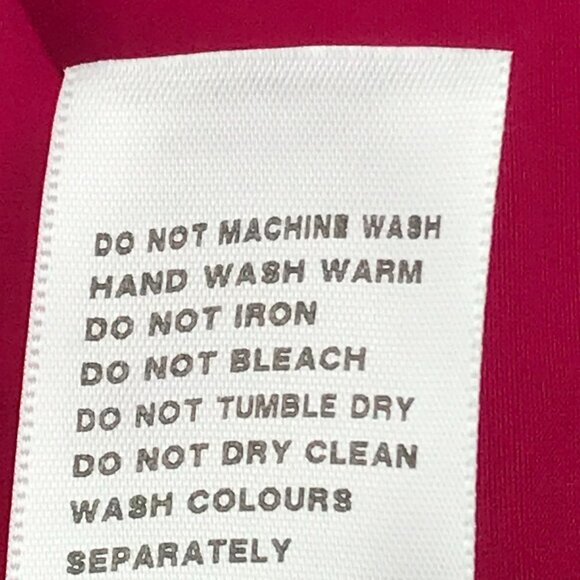 DO NOT MACHINE WASH
HAND WASH WARM
DO NOT IRON
DO NOT BLEACH
DO NOT TUMBLE DRY
DO NOT DRY CLEAN
WASH COLOURS
SEPARATELY